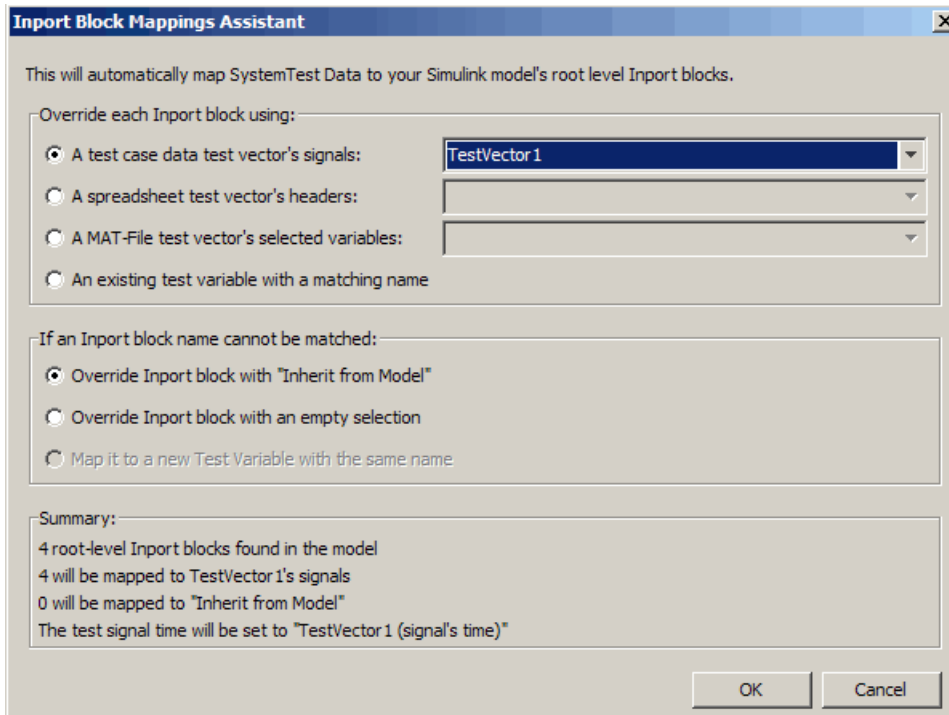 Inport Block Mappings Assistant
This will automatically map SystemTest Data to your Simulink model's root level Inport blocks.
Override each Inport block using:
A test case data test vector's signals: TestVector1
A spreadsheet test vector's headers:
A MAT-File test vector's selected variables:
An existing test variable with a matching name
If an Inport block name cannot be matched:
Override Inport block with "Inherit from Model"
Override Inport block with an empty selection
Map it to a new Test Variable with the same name
Summary:
4 root-level Inport blocks found in the model
4 will be mapped to TestVector1's signals
0 will be mapped to "Inherit from Model"
The test signal time will be set to "TestVector1 (signal's time)"
OK Cancel